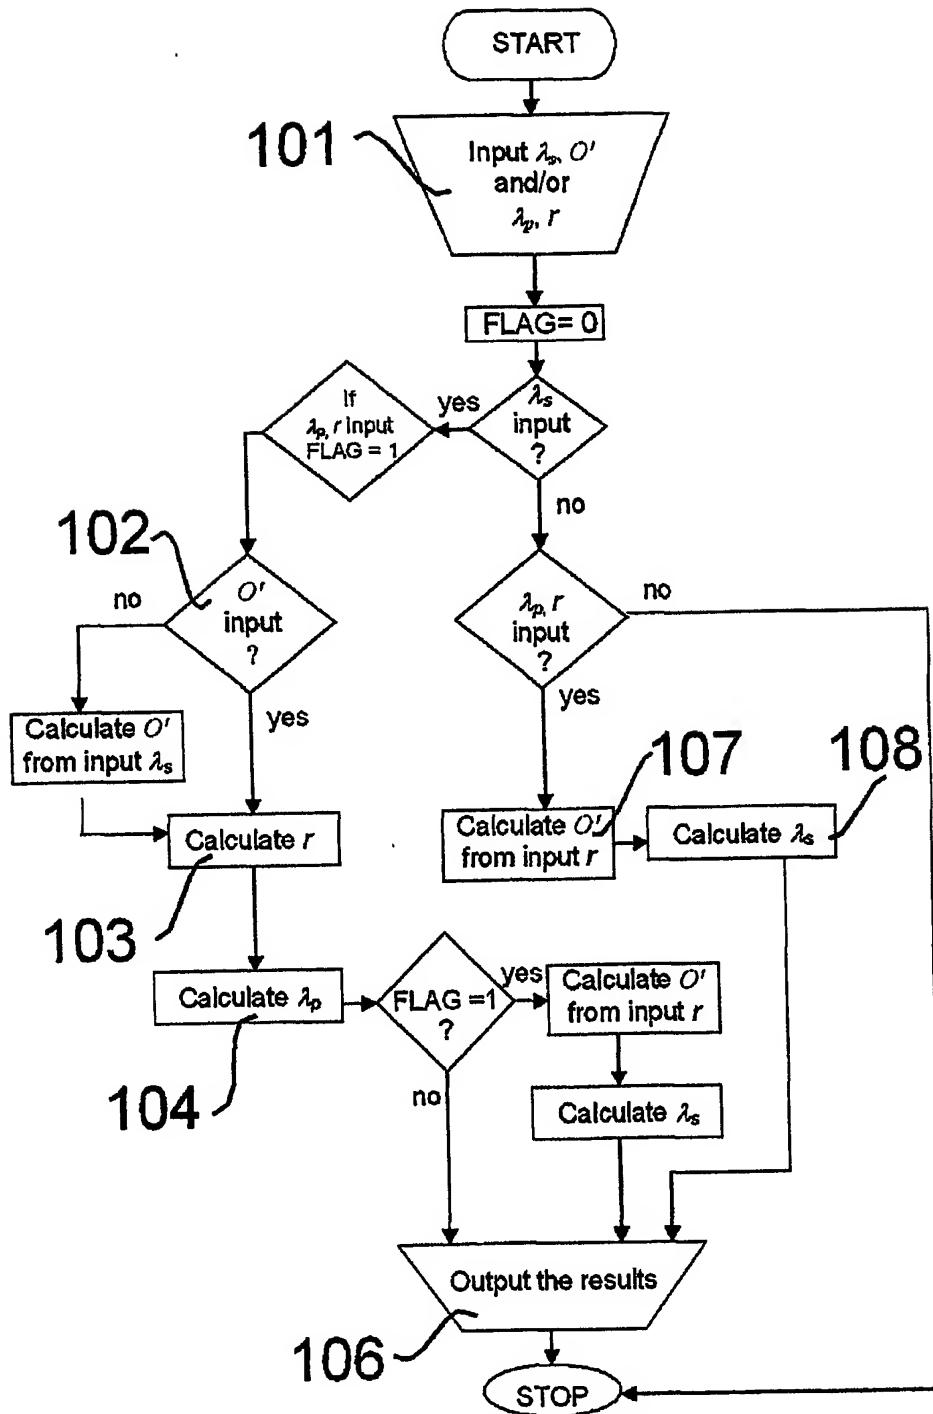 START
101
Input λs, O'
and/or
λp, r
FLAG= 0
If
λp, r Input
FLAG = 1
yes
λs
input
?
no
102
O'
input
?
no
yes
λp, r
input
?
no
yes
Calculate O'
from input λs
107
108
Calculate r
Calculate O'
from input r
Calculate λs
103
Calculate λp
FLAG =1
?
yes
Calculate O'
from input r
104
no
Calculate λs
Output the results
106
STOP